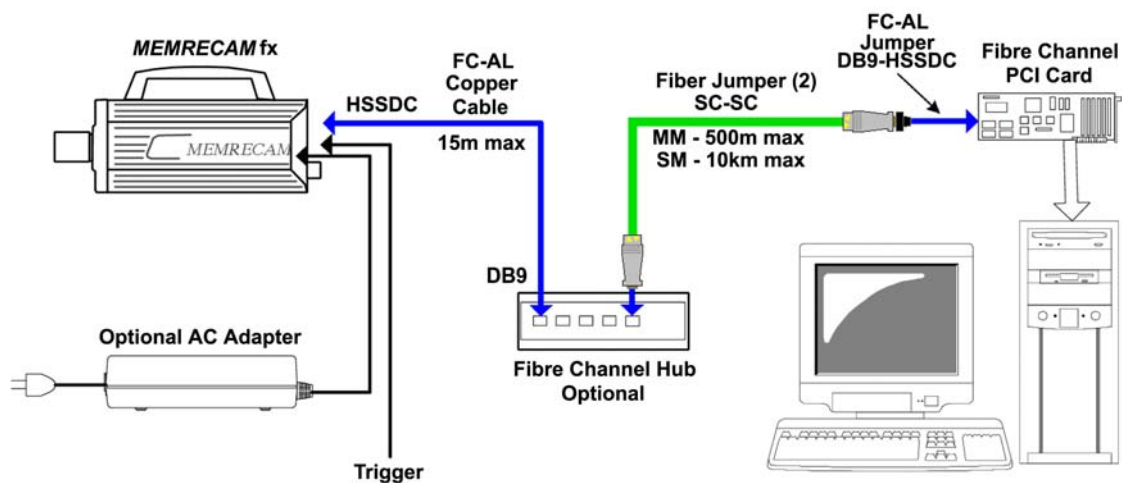 MEMRECAM fx
HSSDC
FC-AL
Copper
Cable
15m max
Fiber Jumper (2)
SC-SC
MM - 500m max
SM - 10km max
FC-AL
Jumper
DB9-HSSDC
Fibre Channel
PCI Card
MEMRECAM
DB9
Optional AC Adapter
Fibre Channel Hub
Optional
Trigger